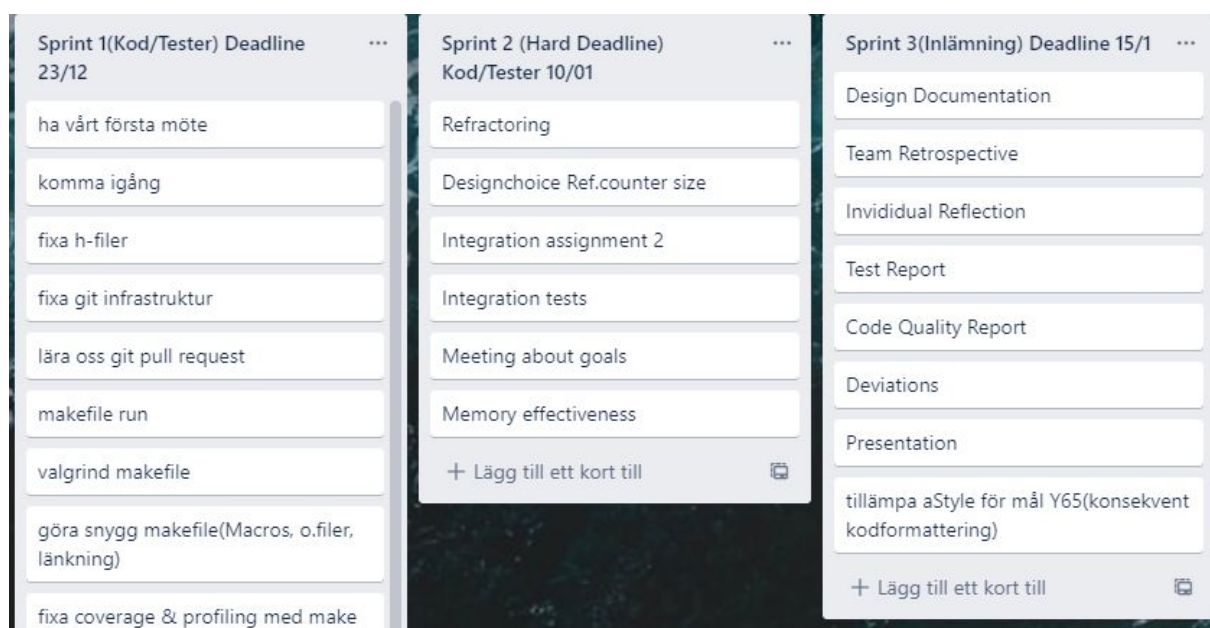 Sprint 1(Kod/Tester) Deadline
23/12
ha vårt första möte
komma igång
fixa h-filer
fixa git infrastruktur
lära oss git pull request
makefile run
valgrind makefile
göra snygg makefile(Macros, o.filer,
länkning)
fixa coverage & profiling med make
Sprint 2 (Hard Deadline)
Kod/Tester 10/01
Refractoring
Designchoice Ref.counter size
Integration assignment 2
Integration tests
Meeting about goals
Memory effectiveness
+ Lägg till ett kort till
Sprint 3(Inlämning) Deadline 15/1
Design Documentation
Team Retrospective
Invididual Reflection
Test Report
Code Quality Report
Deviations
Presentation
tillämpa aStyle för mål Y65(konsekvent
kodformattering)
+ Lägg till ett kort till